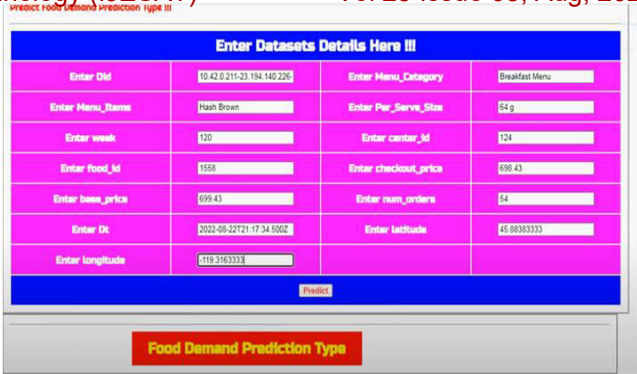 Predict Food Demand Prediction Type !!!
Enter Datasets Details Here !!!
Enter Did 10.42.0.211-23.194.140.226- Enter Menu_Category Breakfast Menu
Enter Menu_Items Hash Brown Enter Per_Serve_Size 64 g
Enter week 120 Enter center_id 124
Enter food_id 1558 Enter checkout_price 698.43
Enter base_price 699.43 Enter num_orders 54
Enter Dt 2022-08-22T21:17:34.500Z Enter latitude 45.88383333
Enter longitude -119.3163333
Predict
Food Demand Prediction Type